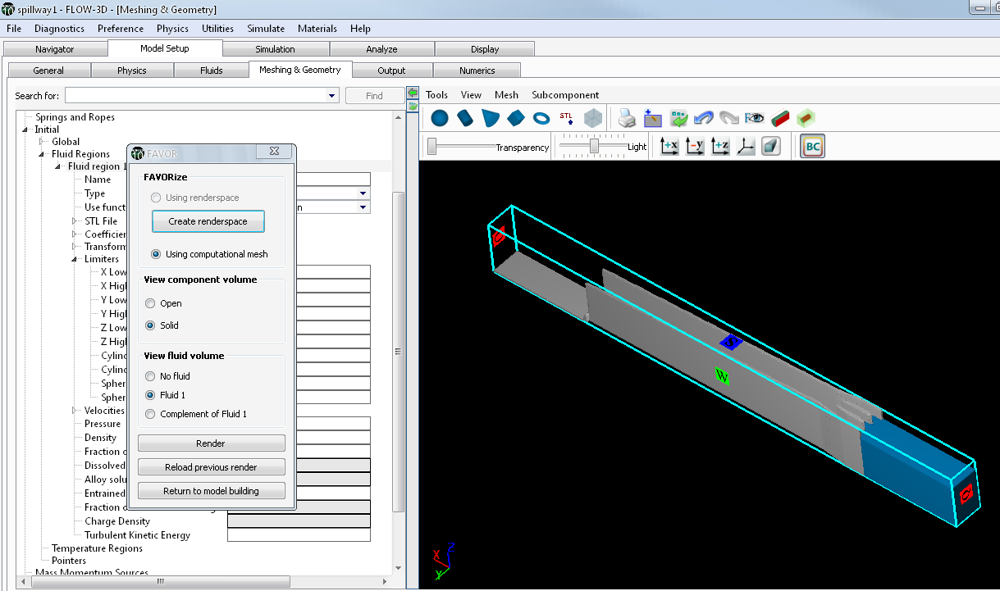 spillway1 - FLOW-3D - [Meshing & Geometry]
File Diagnostics Preference Physics Utilities Simulate Materials Help
Navigator Model Setup Simulation Analyze Display
General Physics Fluids Meshing & Geometry Output Numerics
Search for: Find
Tools View Mesh Subcomponent
STL
Transparency Light +x -y +z BC
Springs and Ropes
Initial
Global
Fluid Regions
Fluid region 1
Name
Type
Use funct
n
STL File
Coefficier
Transform
Limiters
X Low
X High
Y Low
Y High
Z Low
Z High
Cylind
Cylind
Spher
Spher
Velocities
Pressure
Density
Fraction o
Dissolved
Alloy solu
Entrained
Fraction o
Charge Density
Turbulent Kinetic Energy
Temperature Regions
Pointers
Mass Momentum Sources
FAVOR
FAVORize
Using renderspace
Create renderspace
Using computational mesh
View component volume
Open
Solid
View fluid volume
No fluid
Fluid 1
Complement of Fluid 1
Render
Reload previous render
Return to model building
S
W
X Z
Y